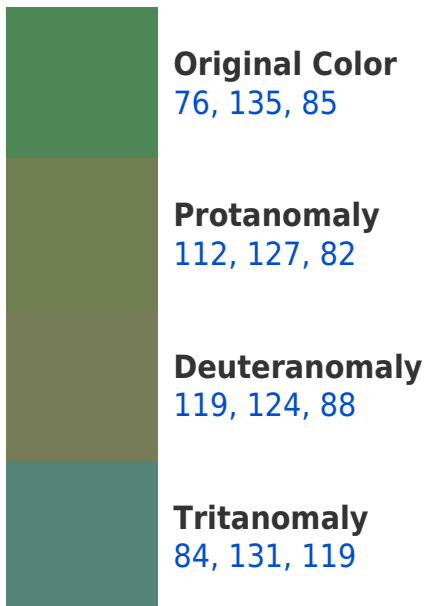 Original Color
76, 135, 85
Protanomaly
112, 127, 82
Deuteranomaly
119, 124, 88
Tritanomaly
84, 131, 119